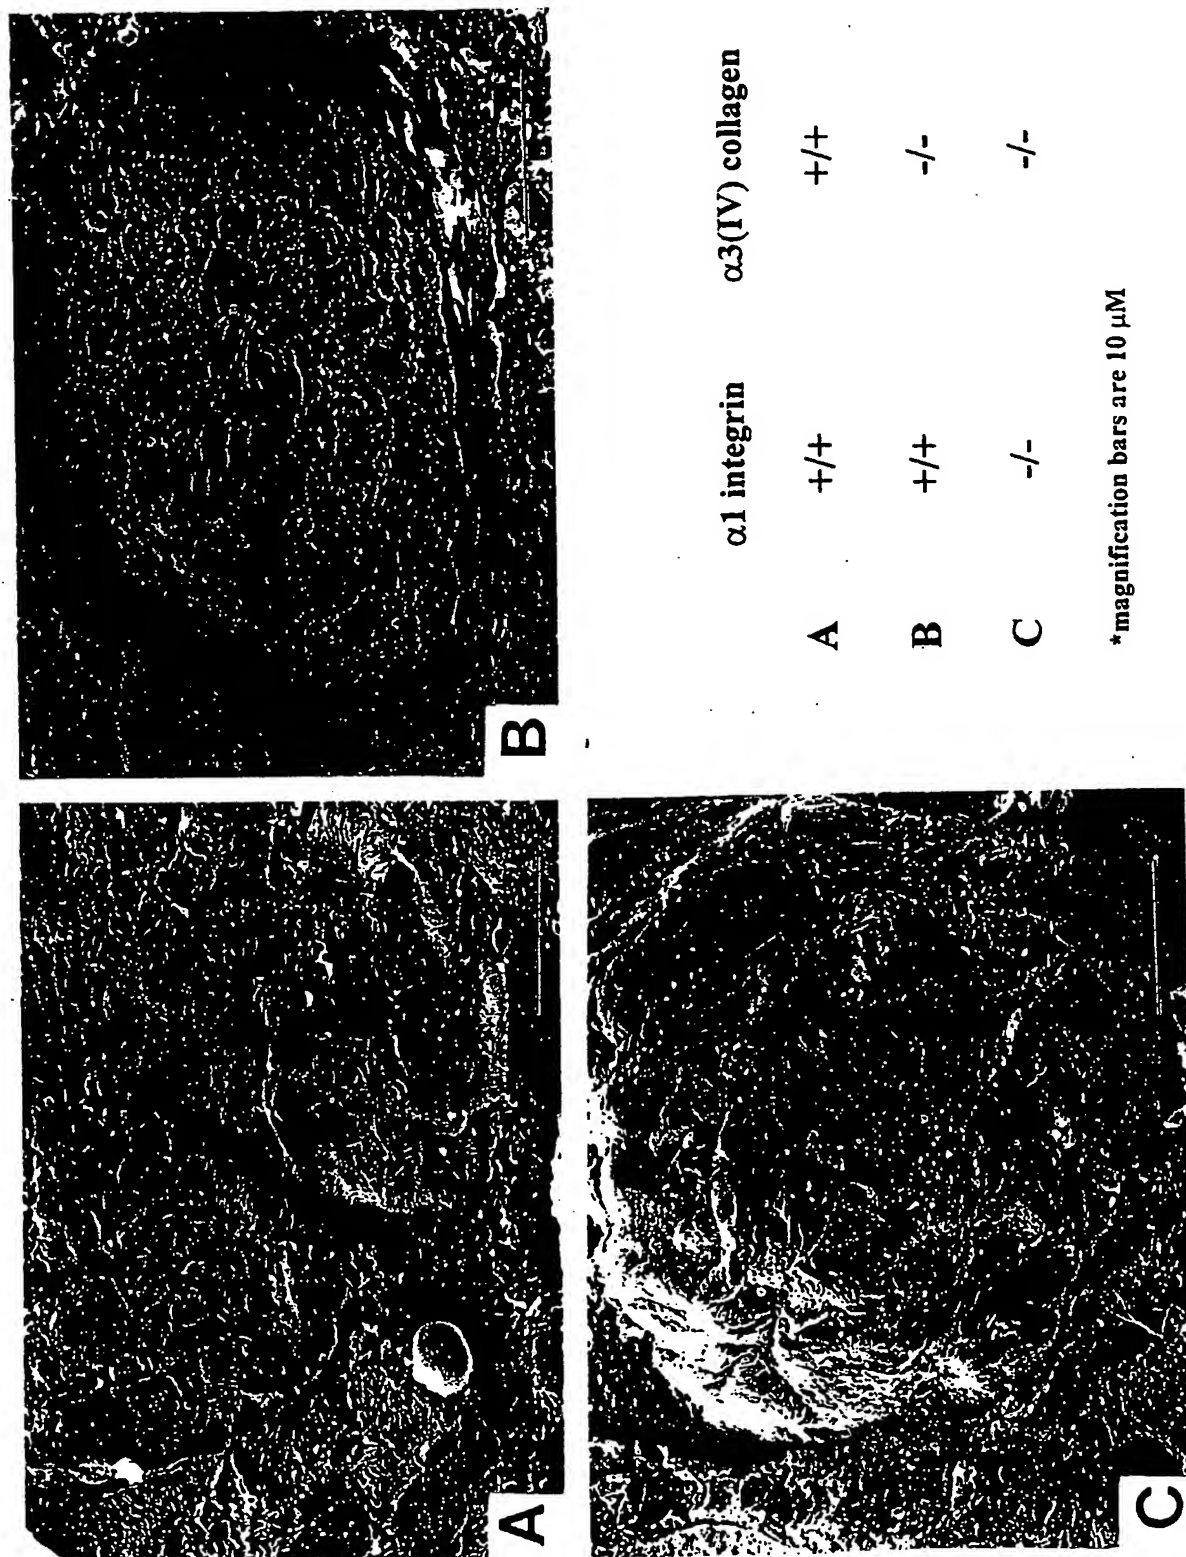 A
B
C
α1 integrin α3(IV) collagen
A +/+ +/+
B +/+ -/-
C -/- -/-
*magnification bars are 10 μM